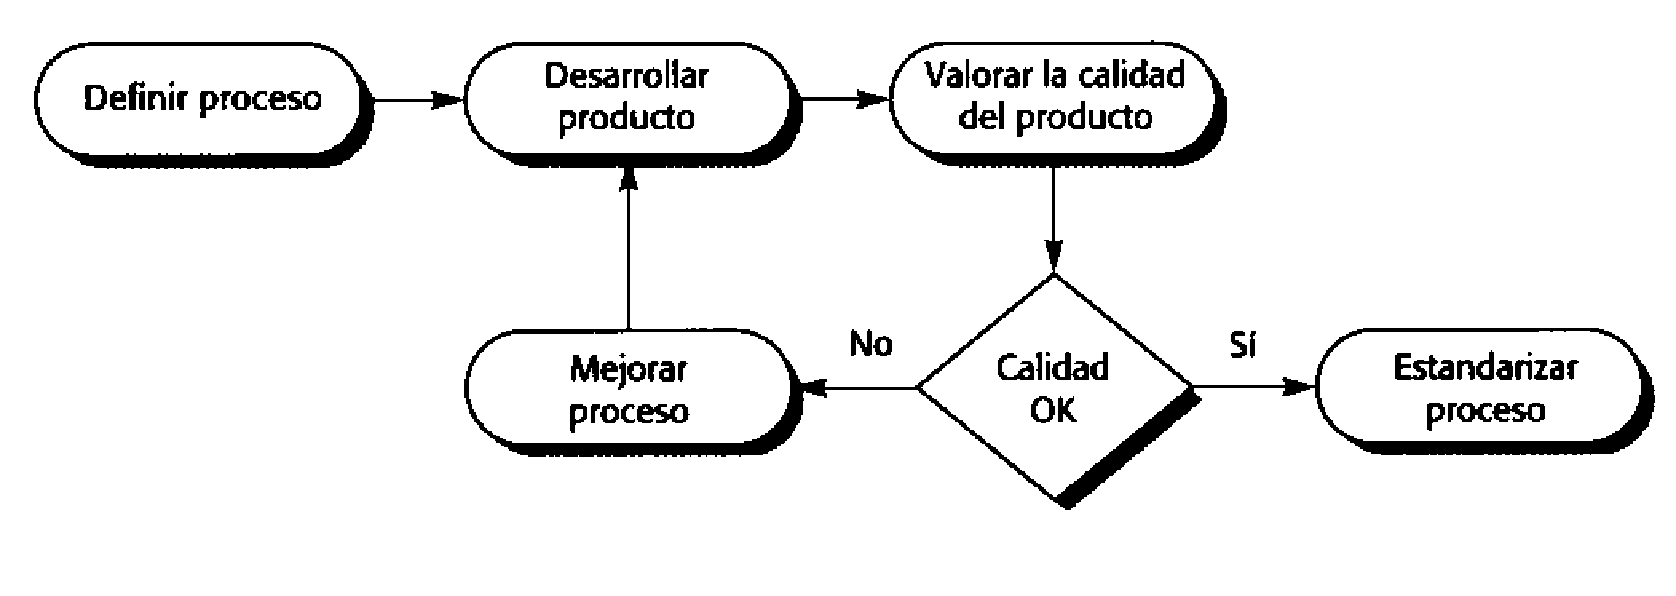 Definir proceso
Desarrollar
producto
Valorar la calidad
del producto
Mejorar
proceso
No
Calidad
OK
Sí
Estandarizar
proceso